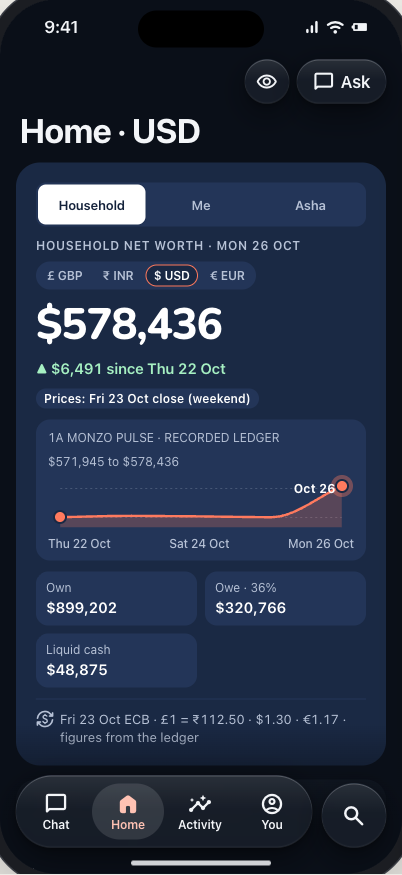 9:41
Ask
Home · USD
Household Me Asha
HOUSEHOLD NET WORTH · MON 26 OCT
£ GBP ₹ INR $ USD € EUR
$578,436
▲ $6,491 since Thu 22 Oct
Prices: Fri 23 Oct close (weekend)
1A MONZO PULSE · RECORDED LEDGER
$571,945 to $578,436
Oct 26
Thu 22 Oct Sat 24 Oct Mon 26 Oct
Own Owe · 36%
$899,202 $320,766
Liquid cash
$48,875
Fri 23 Oct ECB · £1 = ₹112.50 · $1.30 · €1.17 ·
figures from the ledger
Chat Home Activity You